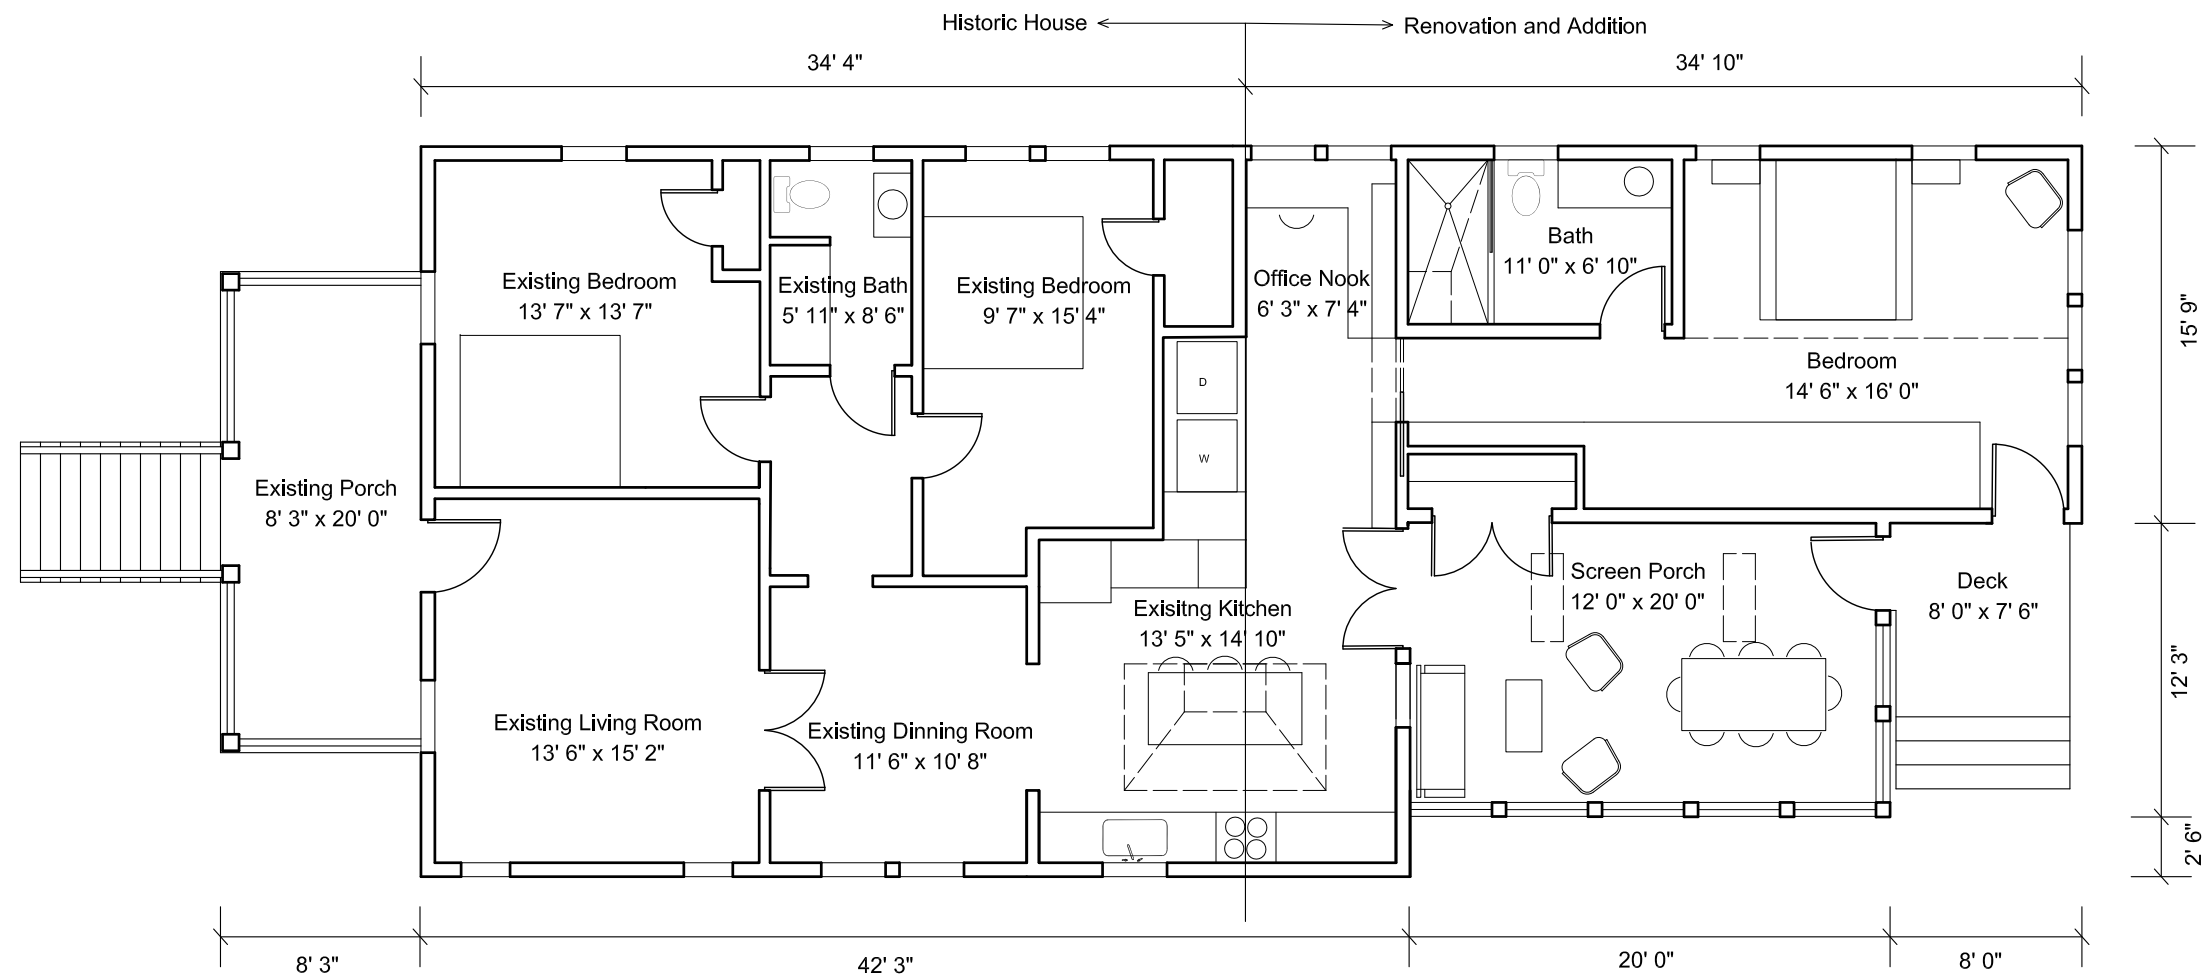 Historic House
Renovation and Addition
34' 4"
34' 10"
Existing Bedroom
13' 7" x 13' 7"
Existing Bath
5' 11" x 8' 6"
Existing Bedroom
9' 7" x 15' 4"
Office Nook
6' 3" x 7' 4"
Bath
11' 0" x 6' 10"
Bedroom
14' 6" x 16' 0"
15' 9"
D
W
Existing Porch
8' 3" x 20' 0"
Exisitng Kitchen
13' 5" x 14' 10"
Screen Porch
12' 0" x 20' 0"
Deck
8' 0" x 7' 6"
12' 3"
Existing Living Room
13' 6" x 15' 2"
Existing Dinning Room
11' 6" x 10' 8"
2' 6"
8' 3"
42' 3"
20' 0"
8' 0"